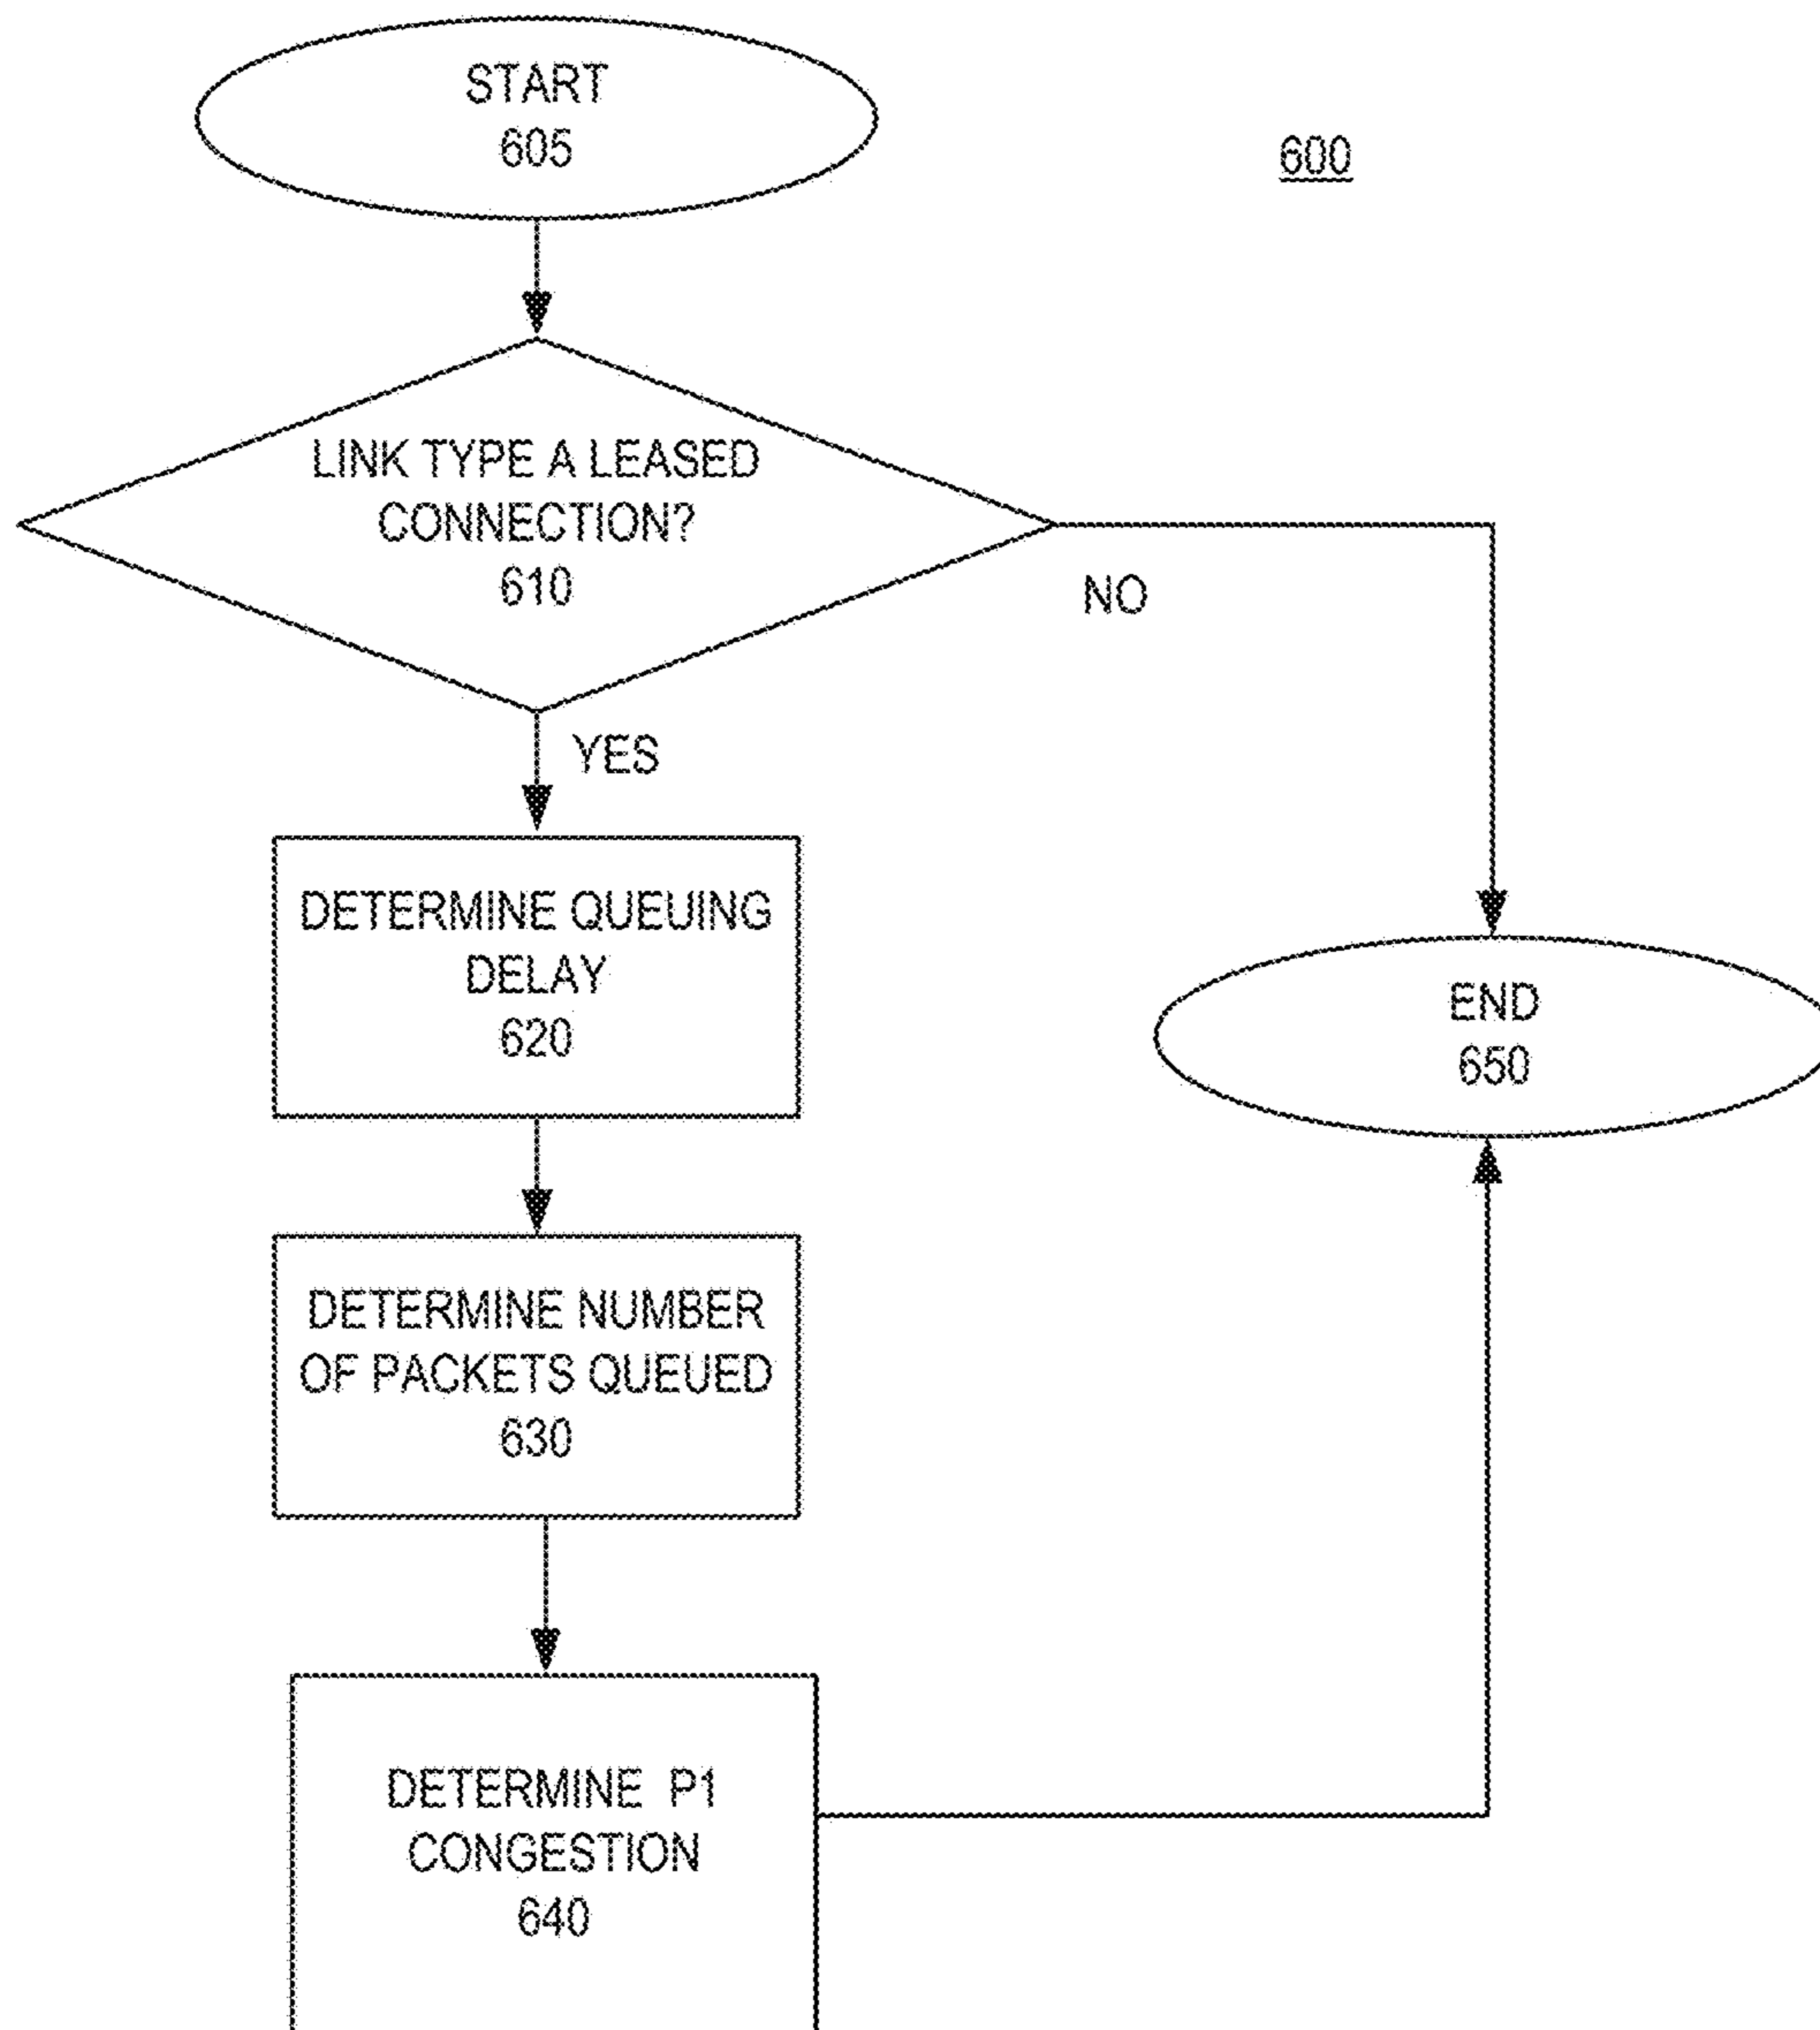 START
605
600
LINK TYPE A LEASED
CONNECTION?
610
NO
YES
DETERMINE QUEUING
DELAY
620
END
650
DETERMINE NUMBER
OF PACKETS QUEUED
630
DETERMINE P1
CONGESTION
640